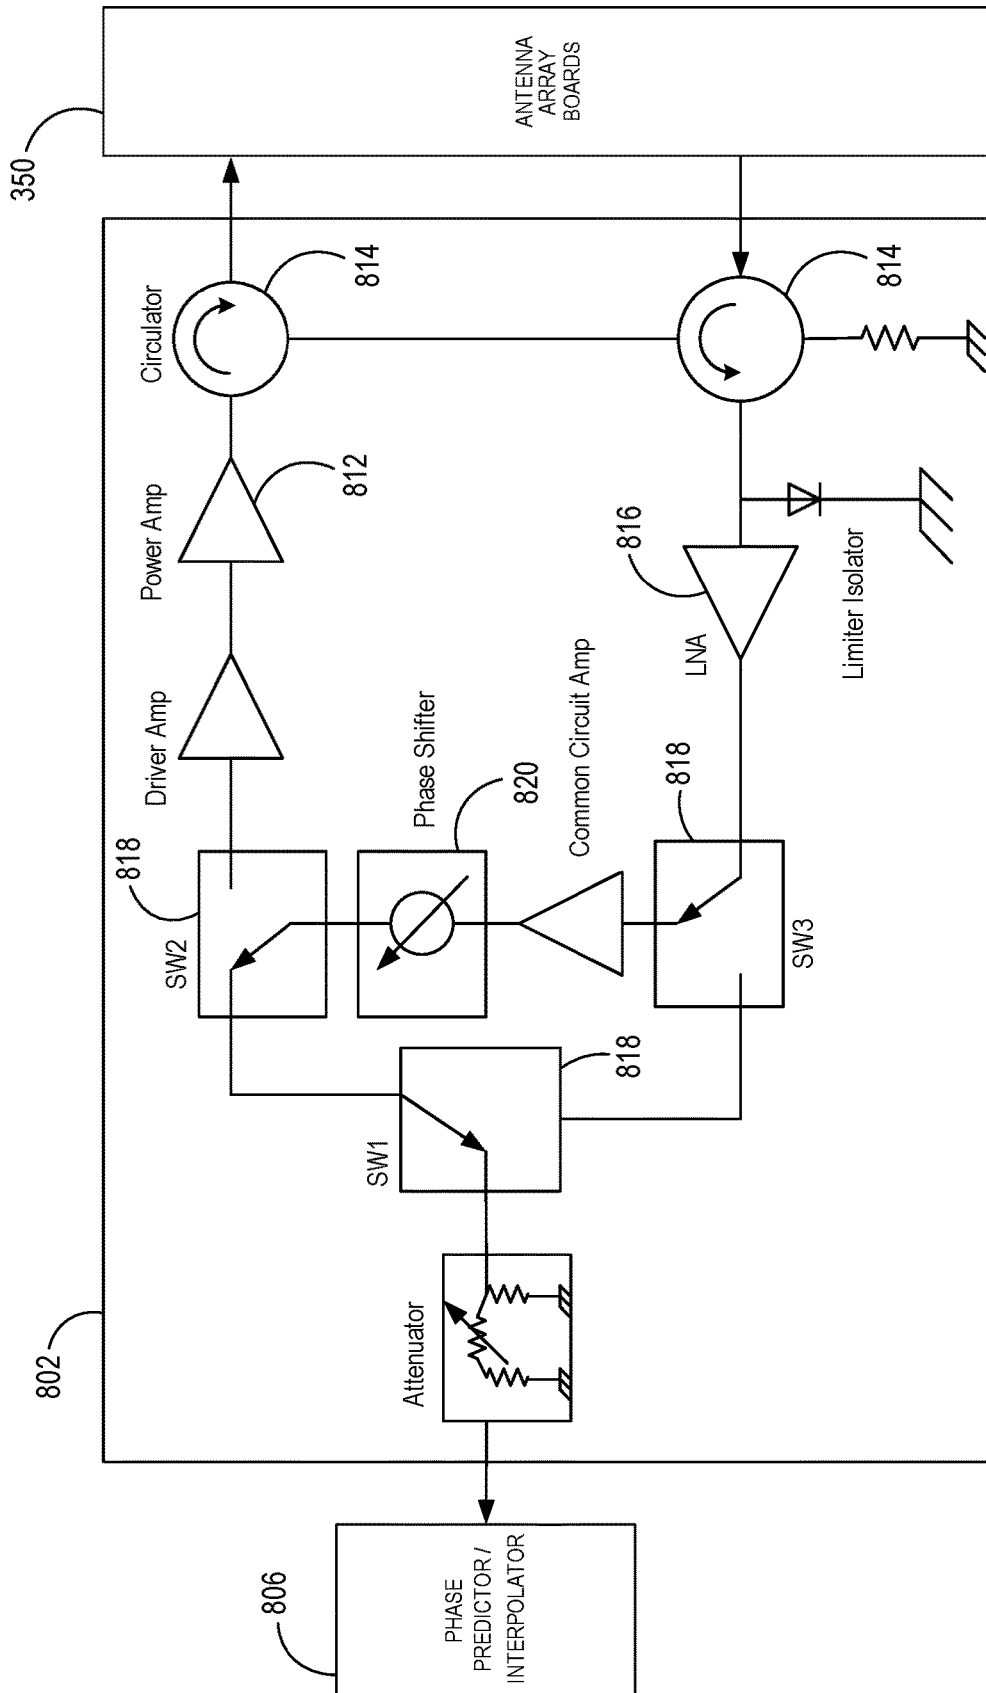 350
ANTENNA
ARRAY
BOARDS
Circulator
814
814
Power Amp
812
816
LNA
Limiter Isolator
Driver Amp
Phase Shifter
820
Common Circuit Amp
818
818
SW2
SW3
818
SW1
802
Attenuator
806
PHASE
PREDICTOR /
INTERPOLATOR